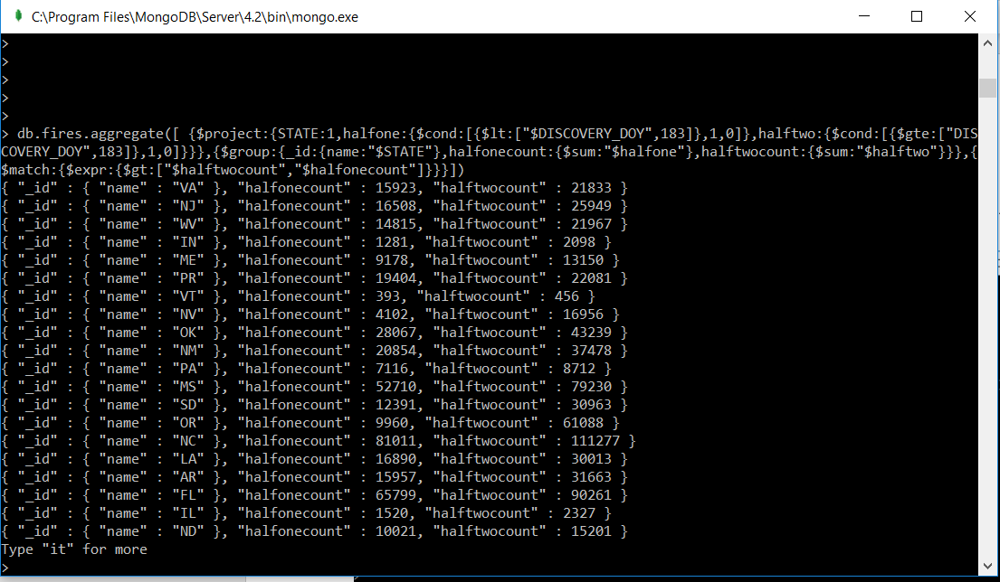 C:\Program Files\MongoDB\Server\4.2\bin\mongo.exe
>
>
>
>
>
> db.fires.aggregate([ {$project:{STATE:1,halfone:{$cond:[{$lt:["$DISCOVERY_DOY",183]},1,0]},halftwo:{$cond:[{$gte:["DIS
COVERY_DOY",183]},1,0]}}},{$group:{_id:{name:"$STATE"},halfonecount:{$sum:"$halfone"},halftwocount:{$sum:"$halftwo"}}},{
$match:{$expr:{$gt:["$halftwocount","$halfonecount"]}}}])
{ "_id" : { "name" : "VA" }, "halfonecount" : 15923, "halftwocount" : 21833 }
{ "_id" : { "name" : "NJ" }, "halfonecount" : 16508, "halftwocount" : 25949 }
{ "_id" : { "name" : "WV" }, "halfonecount" : 14815, "halftwocount" : 21967 }
{ "_id" : { "name" : "IN" }, "halfonecount" : 1281, "halftwocount" : 2098 }
{ "_id" : { "name" : "ME" }, "halfonecount" : 9178, "halftwocount" : 13150 }
{ "_id" : { "name" : "PR" }, "halfonecount" : 19404, "halftwocount" : 22081 }
{ "_id" : { "name" : "VT" }, "halfonecount" : 393, "halftwocount" : 456 }
{ "_id" : { "name" : "NV" }, "halfonecount" : 4102, "halftwocount" : 16956 }
{ "_id" : { "name" : "OK" }, "halfonecount" : 28067, "halftwocount" : 43239 }
{ "_id" : { "name" : "NM" }, "halfonecount" : 20854, "halftwocount" : 37478 }
{ "_id" : { "name" : "PA" }, "halfonecount" : 7116, "halftwocount" : 8712 }
{ "_id" : { "name" : "MS" }, "halfonecount" : 52710, "halftwocount" : 79230 }
{ "_id" : { "name" : "SD" }, "halfonecount" : 12391, "halftwocount" : 30963 }
{ "_id" : { "name" : "OR" }, "halfonecount" : 9960, "halftwocount" : 61088 }
{ "_id" : { "name" : "NC" }, "halfonecount" : 81011, "halftwocount" : 111277 }
{ "_id" : { "name" : "LA" }, "halfonecount" : 16890, "halftwocount" : 30013 }
{ "_id" : { "name" : "AR" }, "halfonecount" : 15957, "halftwocount" : 31663 }
{ "_id" : { "name" : "FL" }, "halfonecount" : 65799, "halftwocount" : 90261 }
{ "_id" : { "name" : "IL" }, "halfonecount" : 1520, "halftwocount" : 2327 }
{ "_id" : { "name" : "ND" }, "halfonecount" : 10021, "halftwocount" : 15201 }
Type "it" for more
>